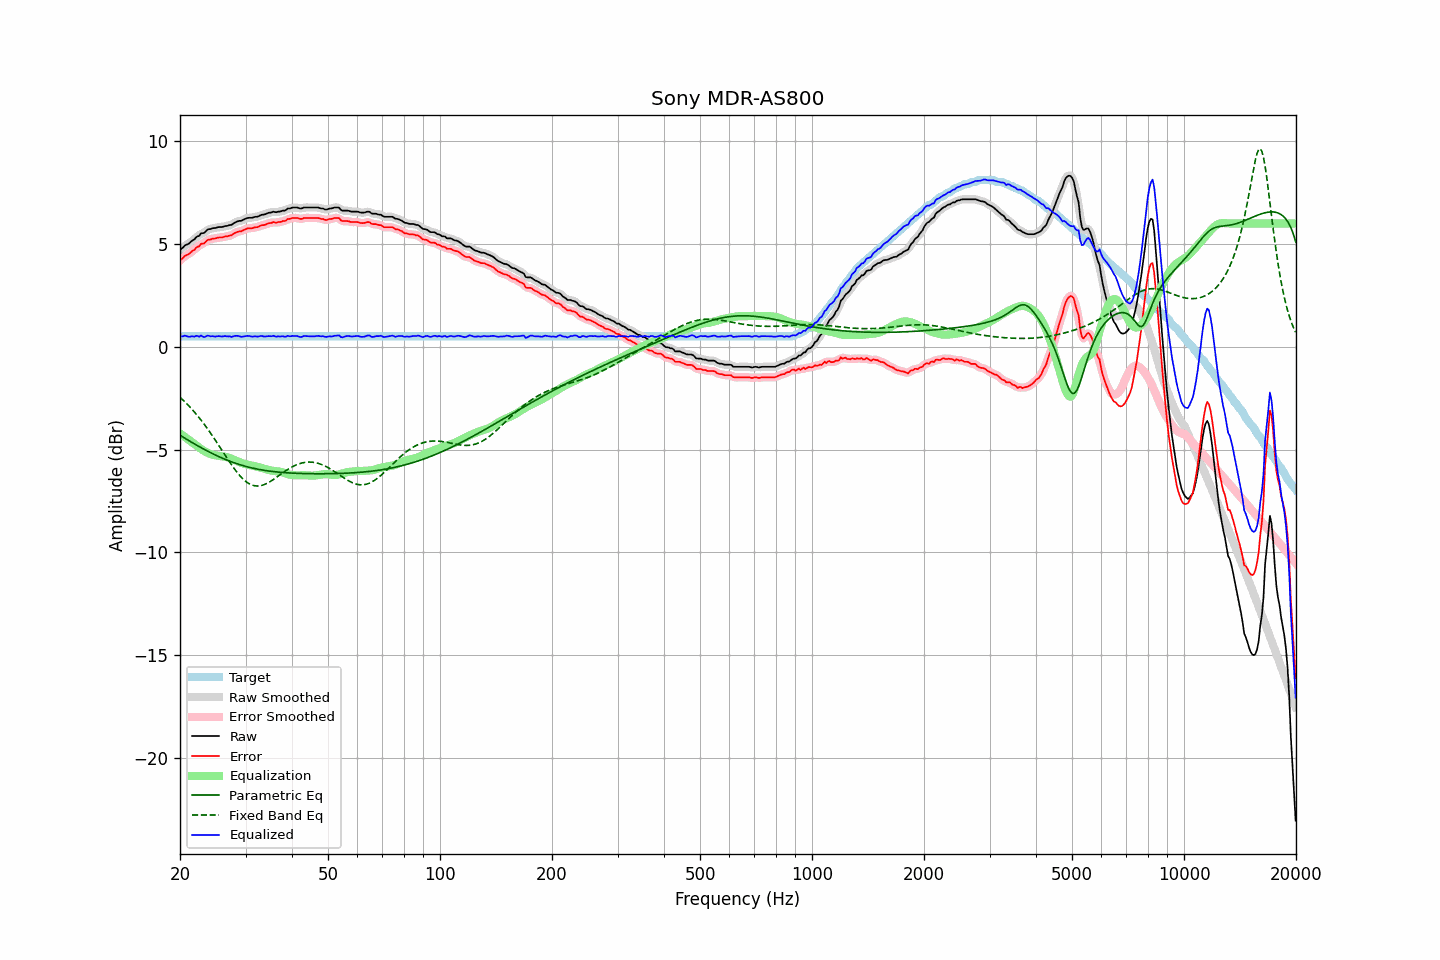 Sony MDR-AS800
Amplitude (dBr)
10
5
0
−5
−10
−15
−20
Target
Raw Smoothed
Error Smoothed
Raw
Error
Equalization
Parametric Eq
Fixed Band Eq
Equalized
20 50 100 200 500 1000 2000 5000 10000 20000
Frequency (Hz)